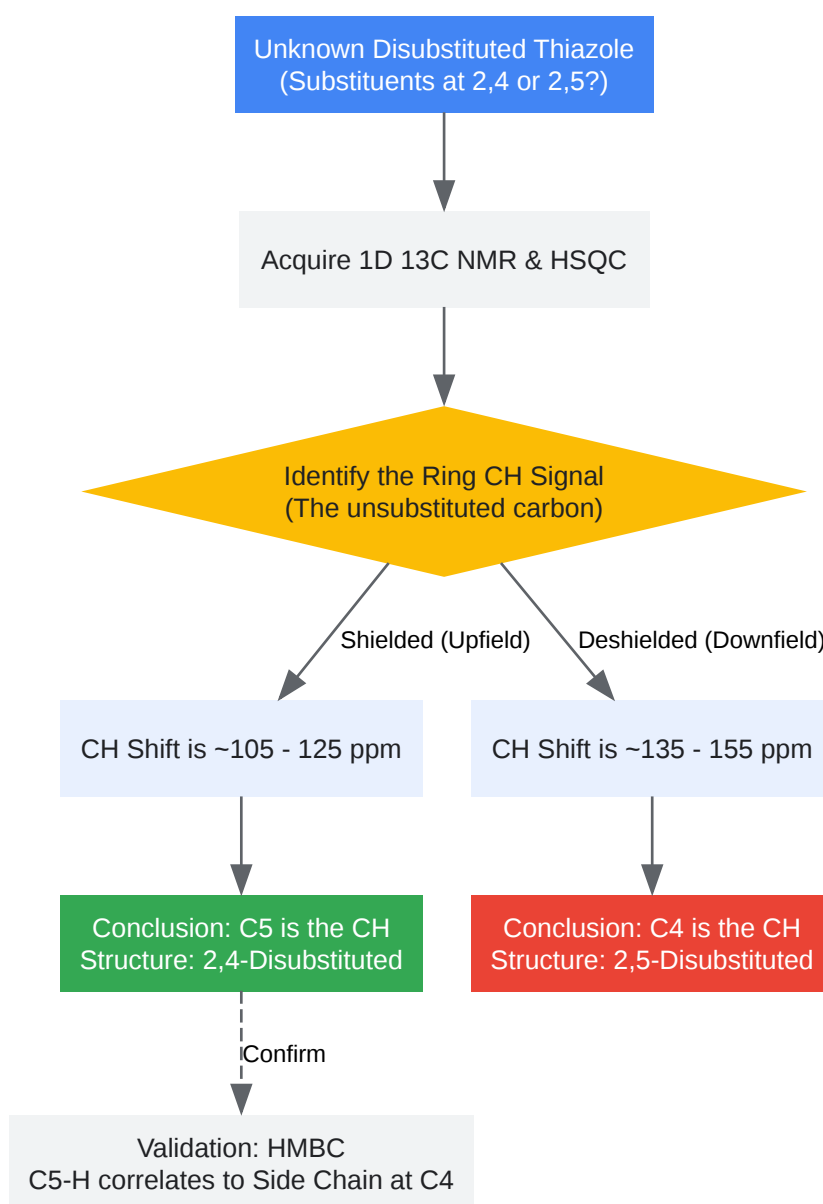 Unknown Disubstituted Thiazole
(Substituents at 2,4 or 2,5?)
Acquire 1D 13C NMR & HSQC
Identify the Ring CH Signal
(The unsubstituted carbon)
Shielded (Upfield)
Deshielded (Downfield)
CH Shift is ~105 - 125 ppm
CH Shift is ~135 - 155 ppm
Conclusion: C5 is the CH
Structure: 2,4-Disubstituted
Conclusion: C4 is the CH
Structure: 2,5-Disubstituted
Confirm
Validation: HMBC
C5-H correlates to Side Chain at C4